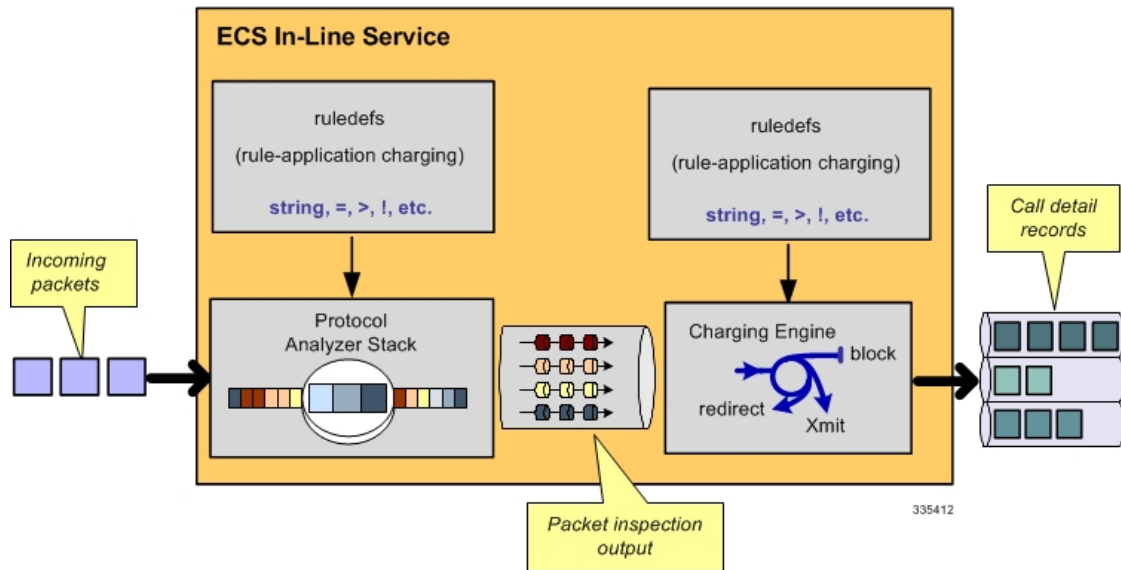 ECS In-Line Service
ruledefs
(rule-application charging)
string, =, >, !, etc.
ruledefs
(rule-application charging)
string, =, >, !, etc.
Incoming
packets
Call detail
records
Protocol
Analyzer Stack
Charging Engine
block
redirect
Xmit
Packet inspection
output
335412